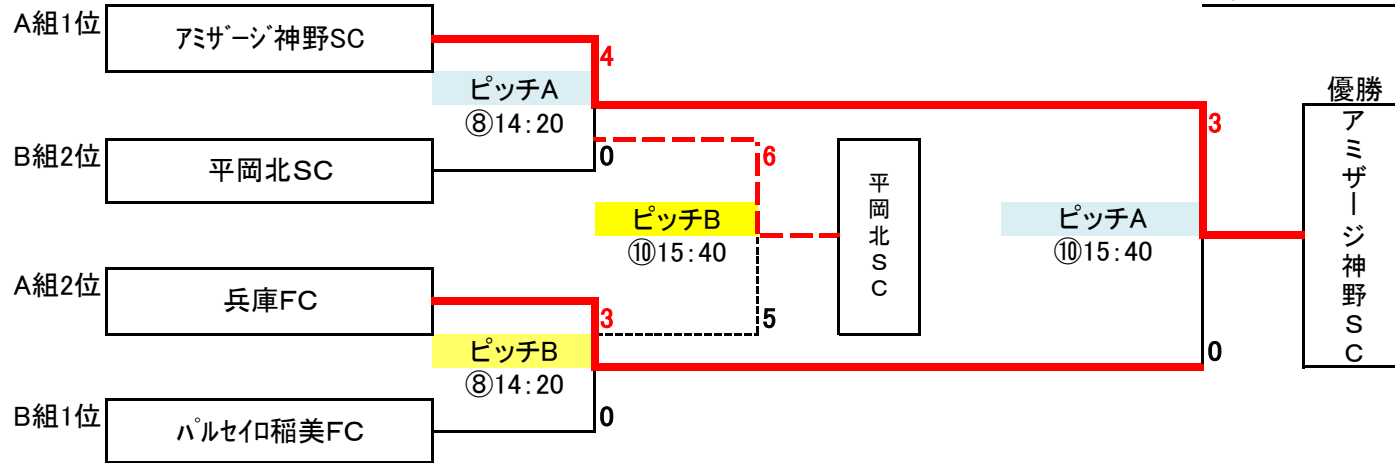 A組1位
ｱﾐｻﾞｰｼﾞ神野SC
4
ピッチA
⑧14:20
優勝
アミザージ神野SC
3
B組2位
平岡北SC
0
6
平岡北SC
ピッチB
⑩15:40
ピッチA
⑩15:40
A組2位
兵庫FC
3
5
ピッチB
⑧14:20
0
B組1位
ﾊﾟﾙｾｲﾛ稲美FC
0